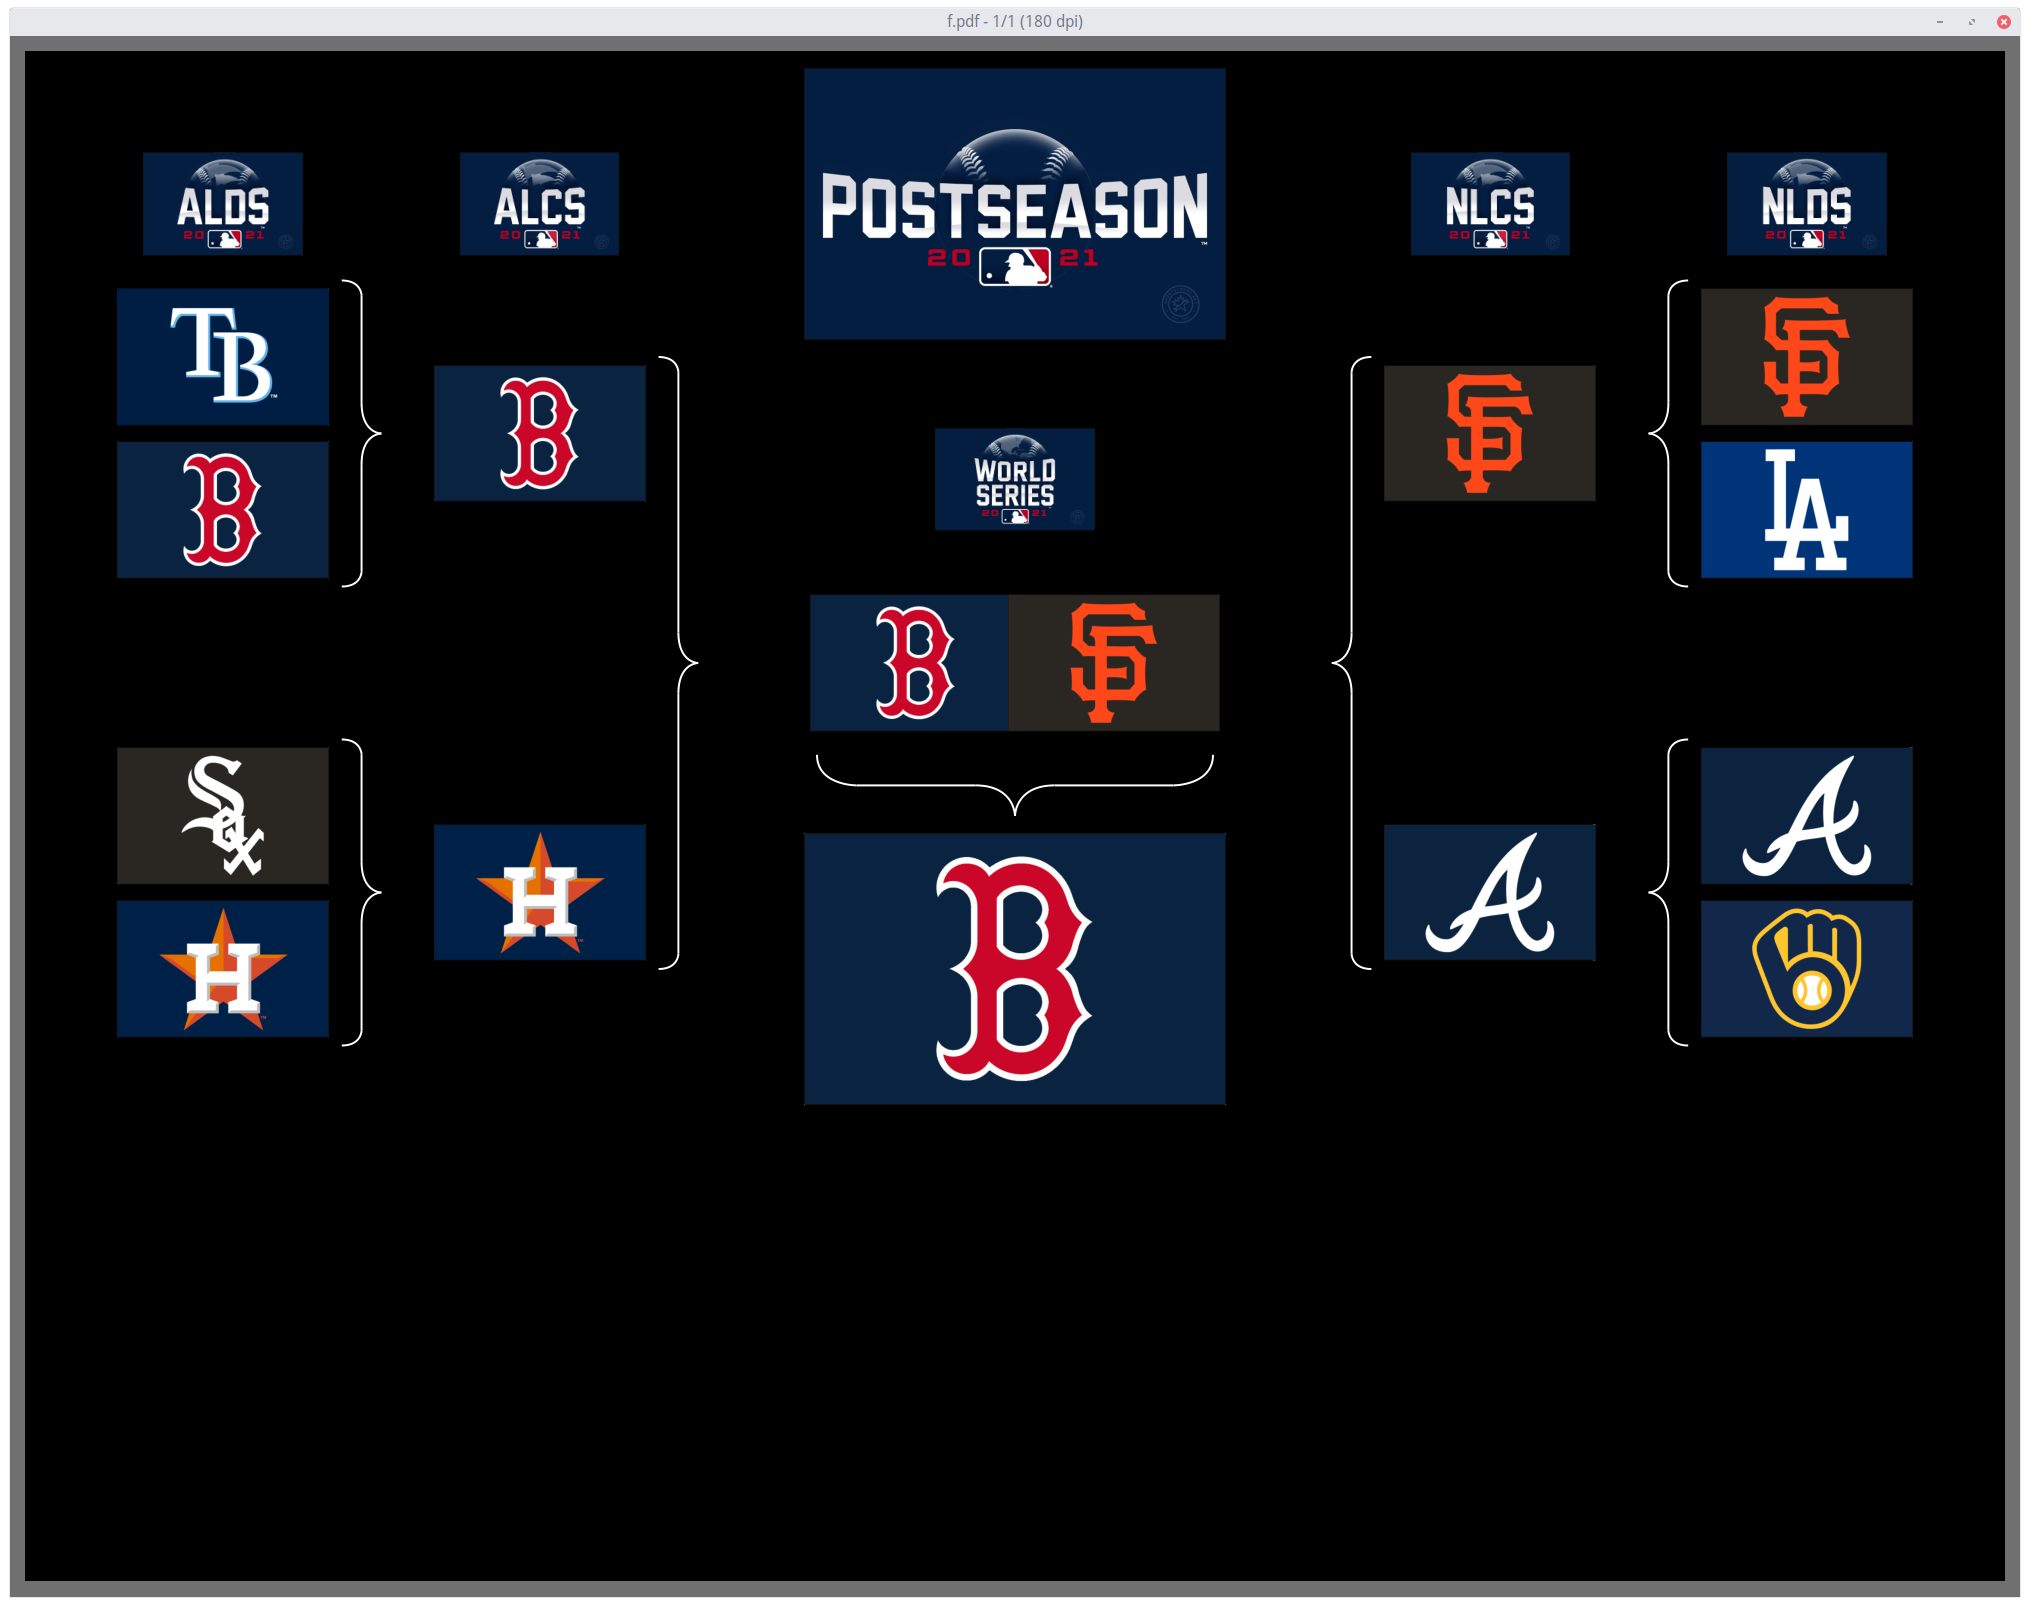 f.pdf - 1/1 (180 dpi)
POSTSEASON
20 21
ALDS
20 21
ALCS
20 21
NLCS
20 21
NLDS
20 21
TB
B
B
SF
SF
LA
WORLD
SERIES
20 21
B SF
Sox
H
H
A
A
B